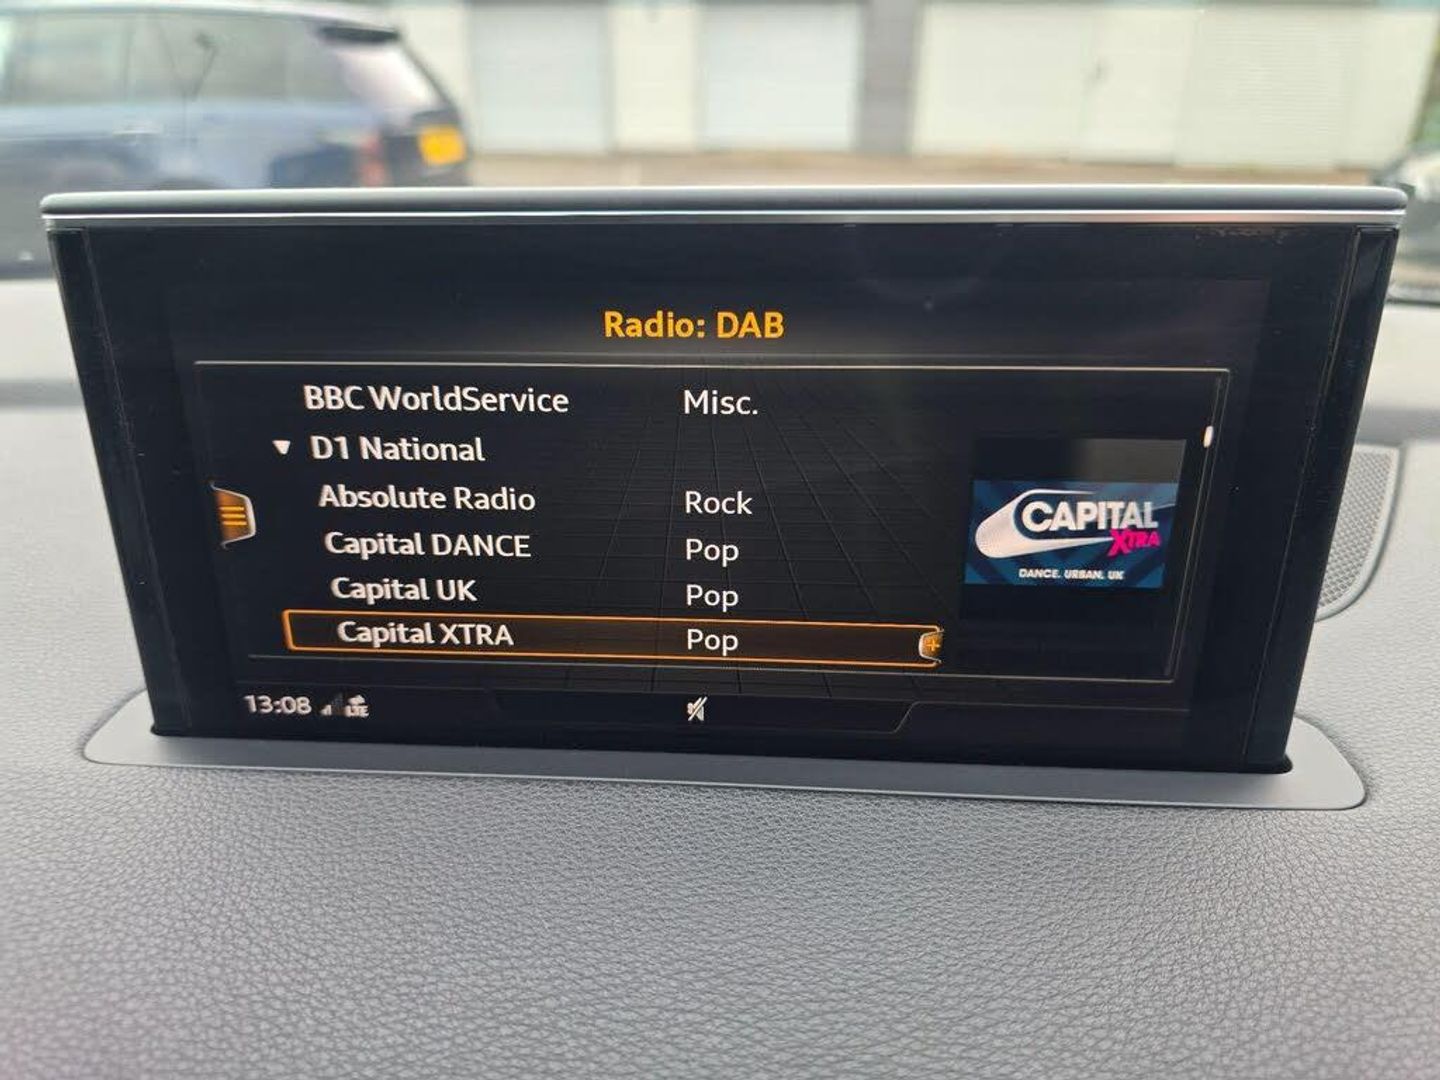 Radio: DAB
BBC WorldService Misc.
D1 National
Absolute Radio Rock
Capital DANCE Pop
Capital UK Pop
Capital XTRA Pop
CAPITAL
XTRA
DANCE. URBAN. UK
13:08 LTE